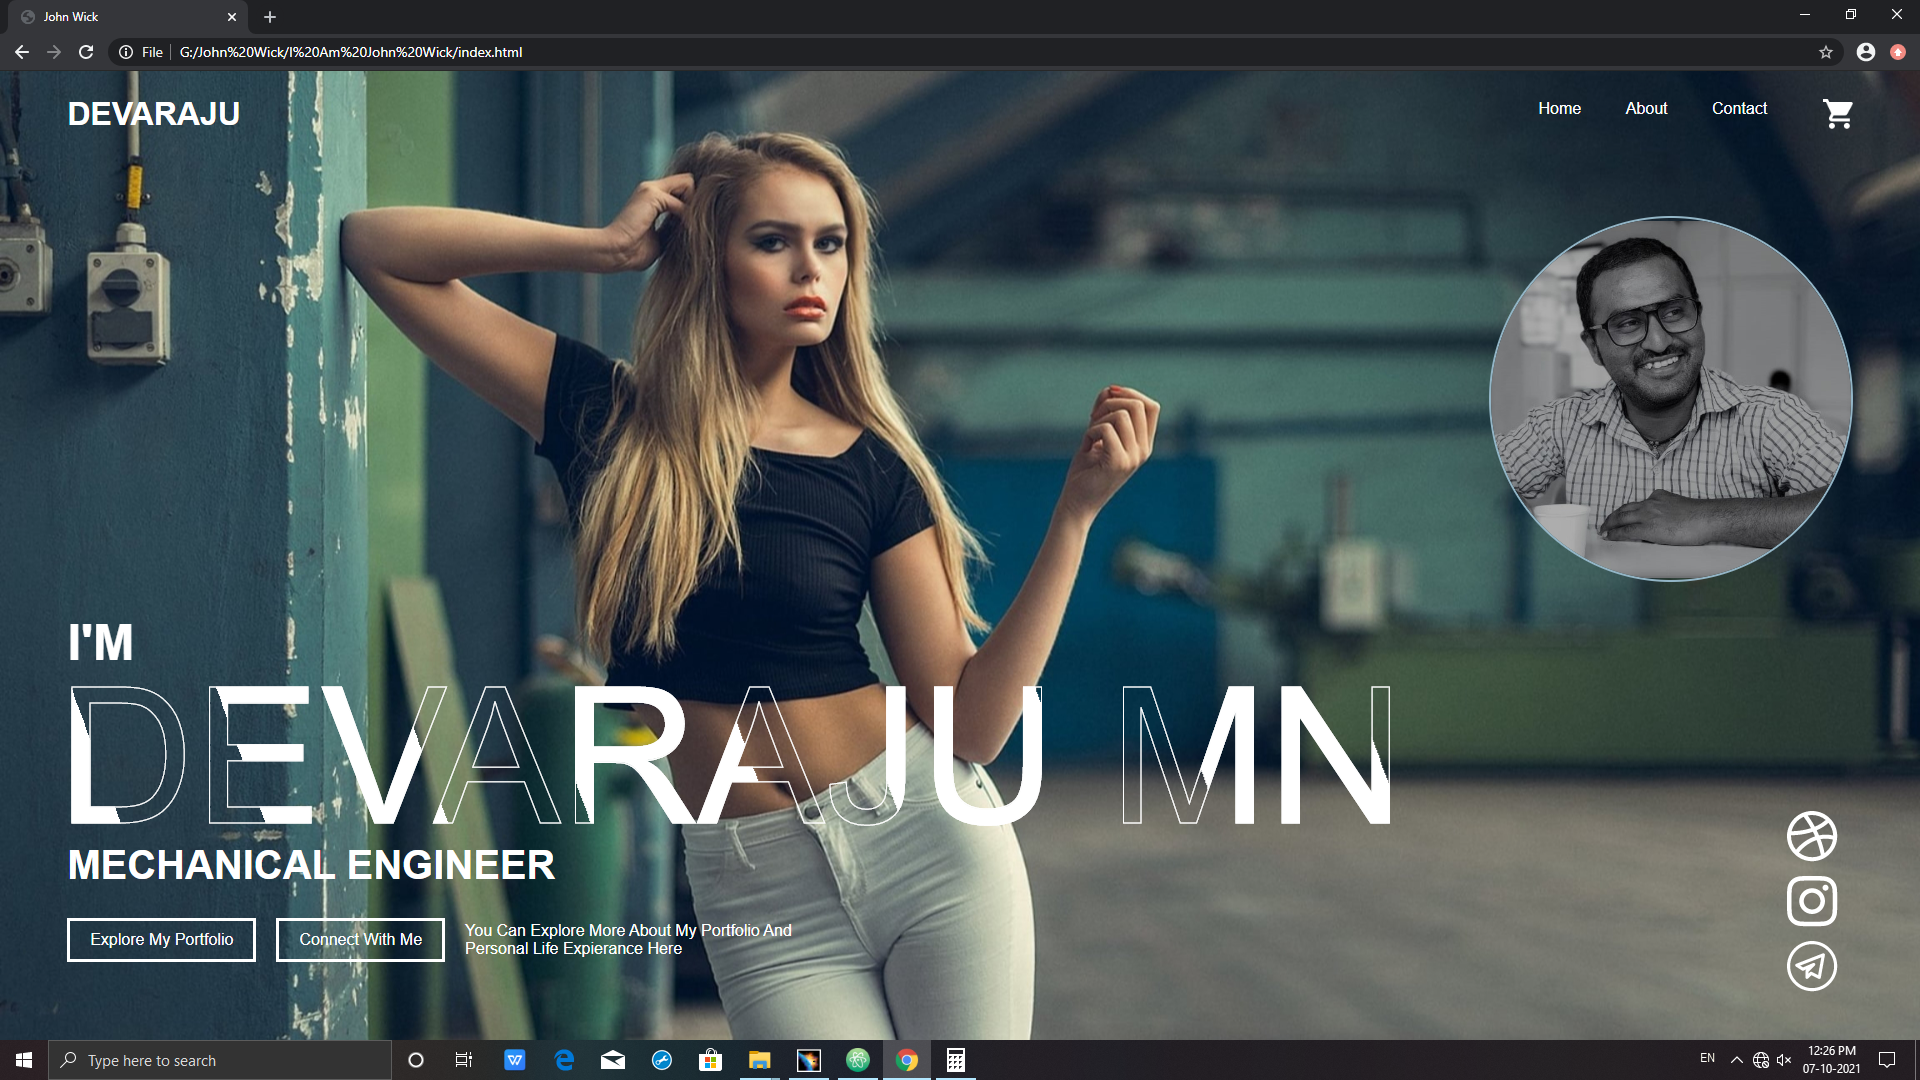 John Wick
File
G:/John%20Wick/I%20Am%20John%20Wick/index.html
DEVARAJU
Home
About
Contact
I'M
DEVARAJU MN
MECHANICAL ENGINEER
Explore My Portfolio
Connect With Me
You Can Explore More About My Portfolio And
Personal Life Expierance Here
Type here to search
EN
12:26 PM
07-10-2021